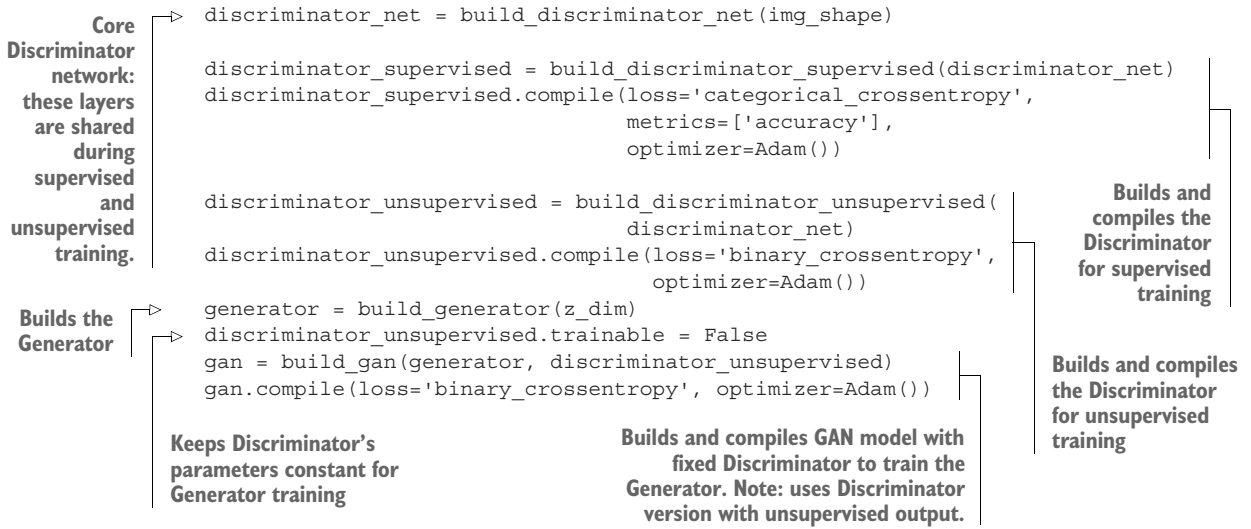 Core
Discriminator
network:
these layers
are shared
during
supervised
and
unsupervised
training.
discriminator_net = build_discriminator_net(img_shape)
discriminator_supervised = build_discriminator_supervised(discriminator_net)
discriminator_supervised.compile(loss='categorical_crossentropy',
metrics=['accuracy'],
optimizer=Adam())
Builds and
compiles the
Discriminator
for supervised
training
discriminator_unsupervised = build_discriminator_unsupervised(
discriminator_net)
discriminator_unsupervised.compile(loss='binary_crossentropy',
optimizer=Adam())
Builds and compiles
the Discriminator
for unsupervised
training
Builds the
Generator
generator = build_generator(z_dim)
discriminator_unsupervised.trainable = False
gan = build_gan(generator, discriminator_unsupervised)
gan.compile(loss='binary_crossentropy', optimizer=Adam())
Keeps Discriminator's
parameters constant for
Generator training
Builds and compiles GAN model with
fixed Discriminator to train the
Generator. Note: uses Discriminator
version with unsupervised output.